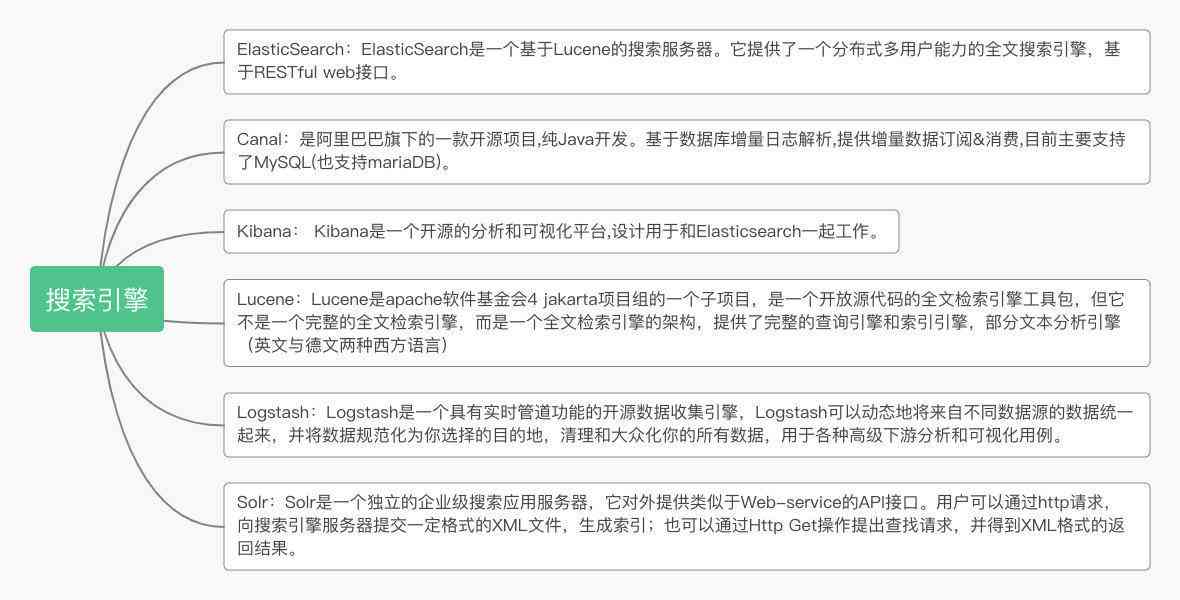 搜索引擎
ElasticSearch：ElasticSearch是一个基于Lucene的搜索服务器。它提供了一个分布式多用户能力的全文搜索引擎，基
于RESTful web接口。
Canal：是阿里巴巴旗下的一款开源项目,纯Java开发。基于数据库增量日志解析,提供增量数据订阅&消费,目前主要支持
了MySQL(也支持mariaDB)。
Kibana： Kibana是一个开源的分析和可视化平台,设计用于和Elasticsearch一起工作。
Lucene：Lucene是apache软件基金会4 jakarta项目组的一个子项目，是一个开放源代码的全文检索引擎工具包，但它
不是一个完整的全文检索引擎，而是一个全文检索引擎的架构，提供了完整的查询引擎和索引引擎，部分文本分析引擎
（英文与德文两种西方语言）
Logstash：Logstash是一个具有实时管道功能的开源数据收集引擎，Logstash可以动态地将来自不同数据源的数据统一
起来，并将数据规范化为你选择的目的地，清理和大众化你的所有数据，用于各种高级下游分析和可视化用例。
Solr：Solr是一个独立的企业级搜索应用服务器，它对外提供类似于Web-service的API接口。用户可以通过http请求，
向搜索引擎服务器提交一定格式的XML文件，生成索引；也可以通过Http Get操作提出查找请求，并得到XML格式的返
回结果。